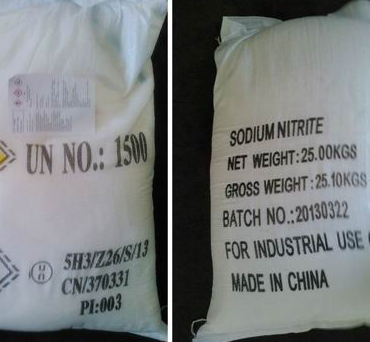 UN NO.: 1500
5H3/Z26/S/13
CN/370331
PI:003
SODIUM NITRITE
NET WEIGHT:25.00KGS
GROSS WEIGHT:25.10KGS
BATCH NO.:20130322
FOR INDUSTRIAL USE
MADE IN CHINA